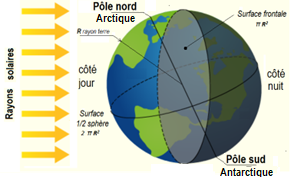 Pôle nord
Arctique
Surface frontale
π R²
R rayon terre
Rayons solaires
côté
jour
côté
nuit
Surface
1/2 sphère
2 π R²
Pôle sud
Antarctique